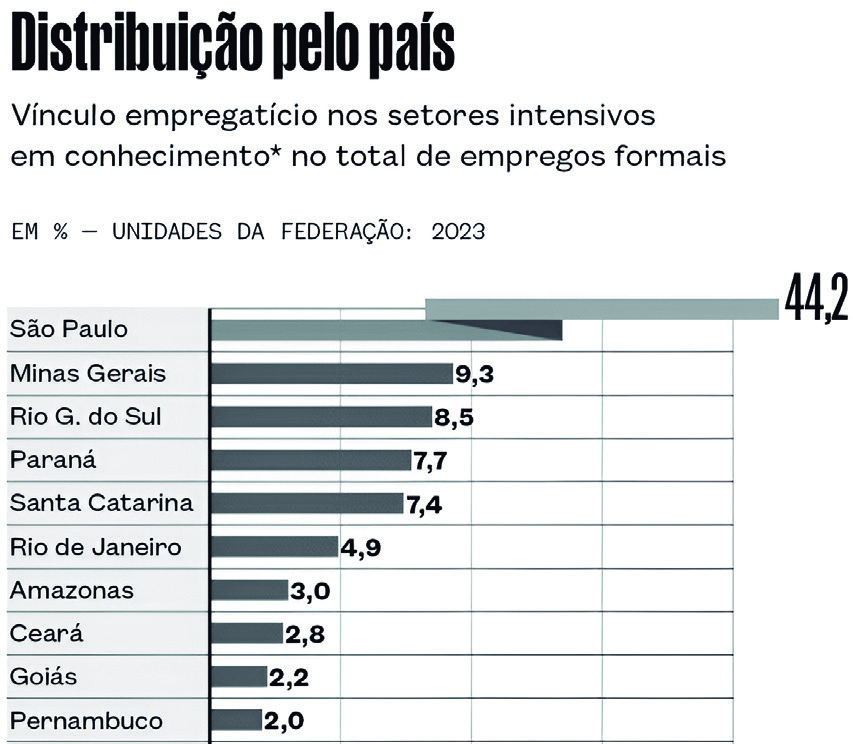 Distribuição pelo país
Vínculo empregatício nos setores intensivos
em conhecimento* no total de empregos formais
EM % — UNIDADES DA FEDERAÇÃO: 2023
São Paulo 44,2
Minas Gerais 9,3
Rio G. do Sul 8,5
Paraná 7,7
Santa Catarina 7,4
Rio de Janeiro 4,9
Amazonas 3,0
Ceará 2,8
Goiás 2,2
Pernambuco 2,0